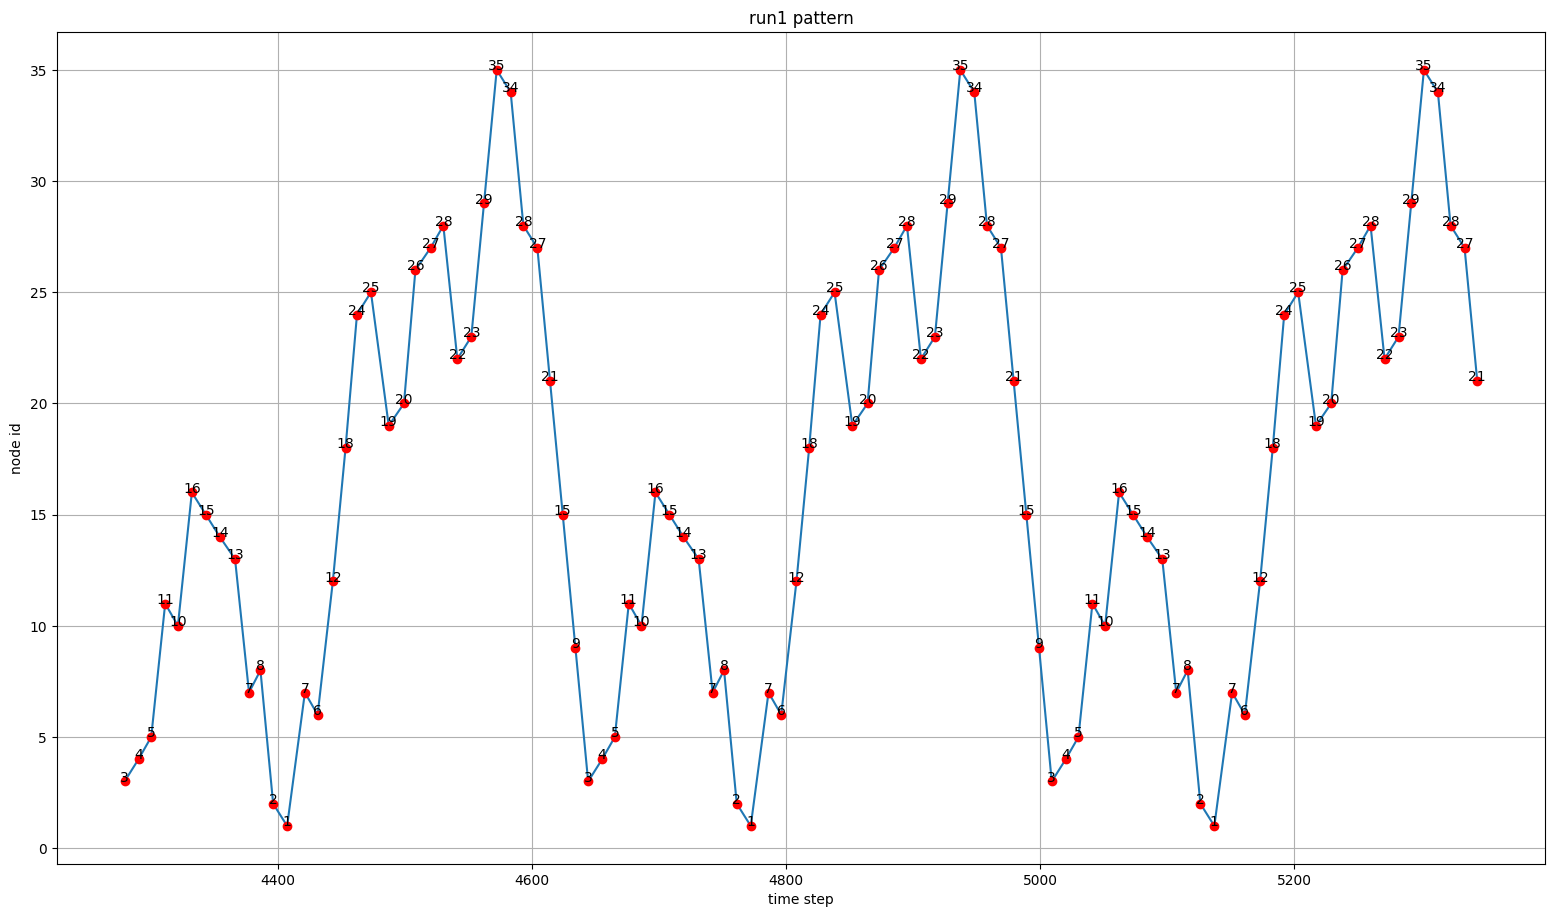 run1 pattern
35 35 35
35
34 34 34
30
29 29 29
28 28 28 28 28 28
27 27 27 27 27 27
26 26 26
25 25 25 25
24 24 24
23 23 23
22 22 22
21 21 21
20 20 20 20
19 19 19
18 18 18
16 16 16
15 15 15 15 15 15
14 14 14
13 13 13
12 12 12
11 11 11
10 10 10 10
9 9
8 8 8
7 7 7 7 7 7
6 6 6
5 5 5 5
4 4 4
3 3 3
2 2 2
1 1 1
0
4400 4600 4800 5000 5200
time step
node id